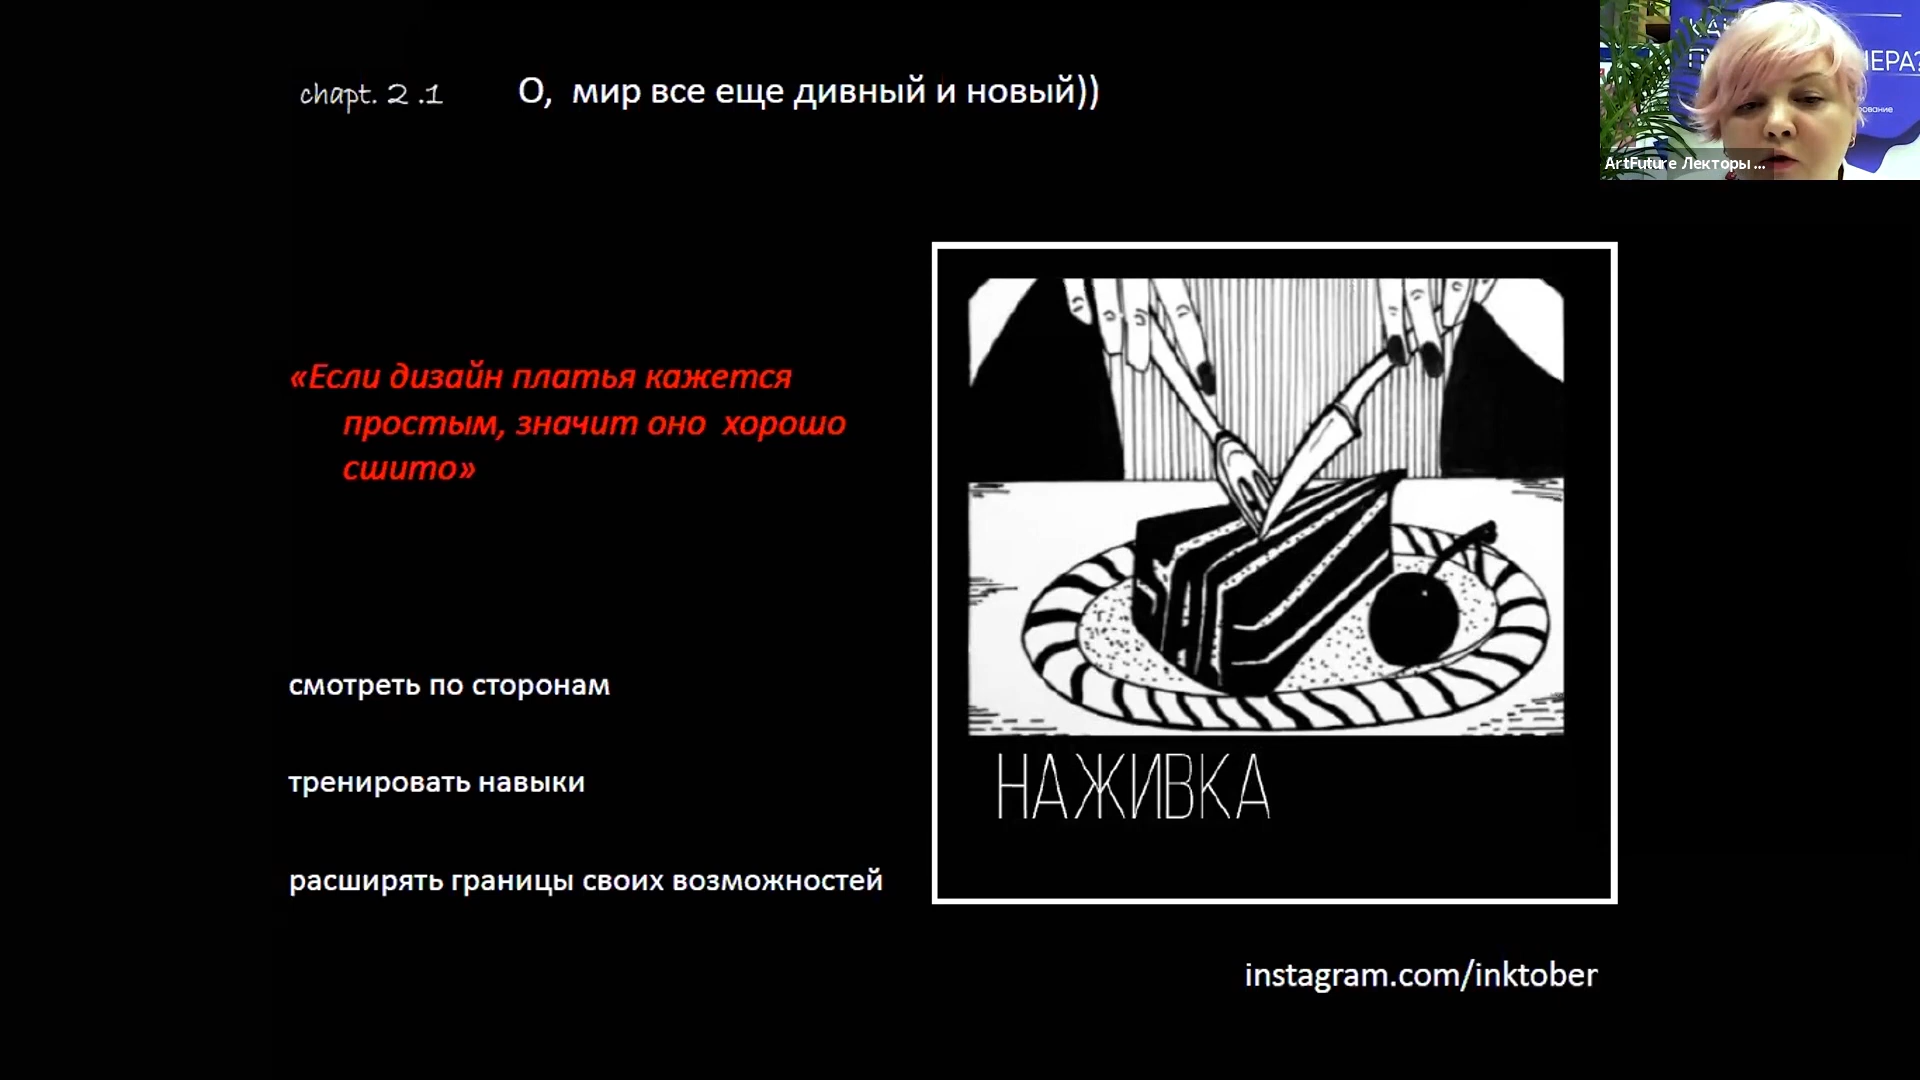 chapt. 2 .1
О, мир все еще дивный и новый))
«Если дизайн платья кажется
простым, значит оно хорошо
сшито»
смотреть по сторонам
тренировать навыки
расширять границы своих возможностей
НАЖИВКА
instagram.com/inktober
ArtFuture Лекторы ...